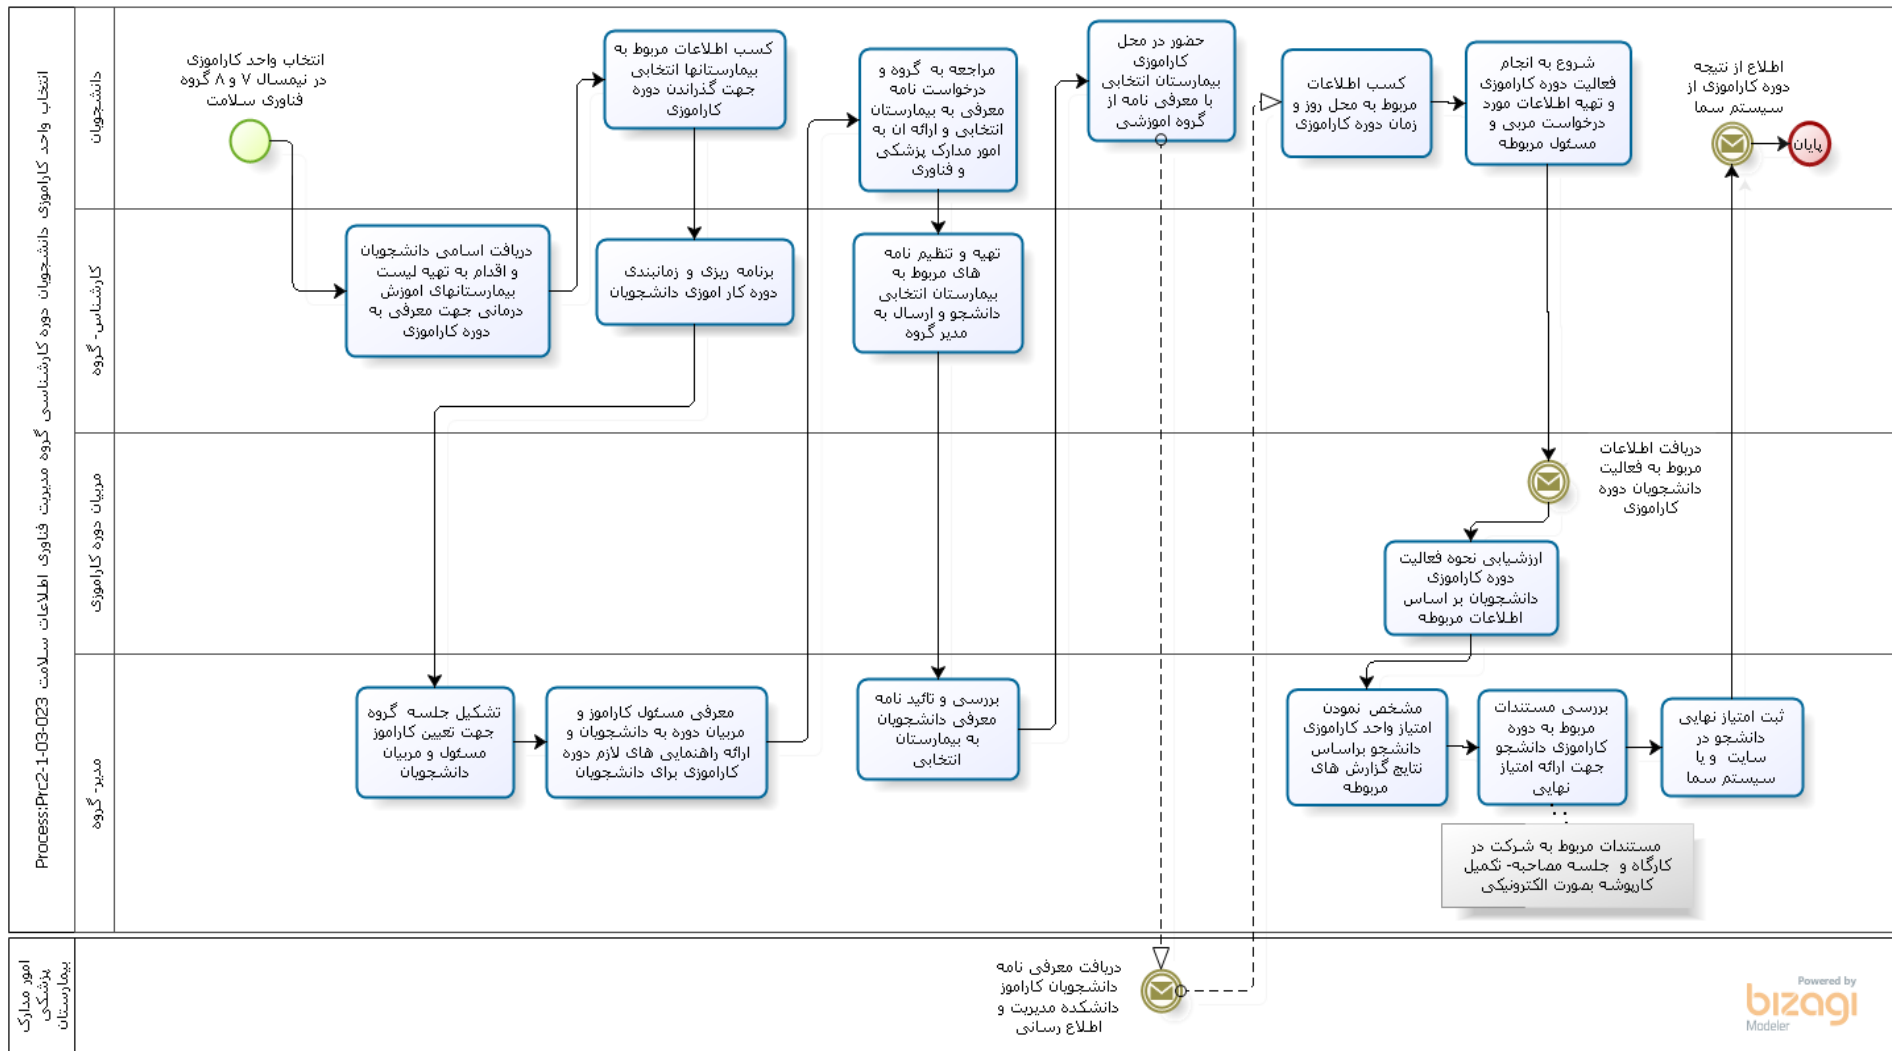 انتخاب واحد کاراموزی دانشجویان دوره کارشناسی گروه مدیریت فناوری اطلاعات سلامت Process:Prc2-1-03-023
دانشجویان
انتخاب واحد کاراموزی
در نیمسال ۷ و ۸ گروه
فناوری سلامت
کسب اطلاعات مربوط به
بیمارستانها انتخابی
جهت گذراندن دوره
کاراموزی
مراجعه به گروه و
درخواست نامه
معرفی به بیمارستان
انتخابی و ارائه ان به
امور مدارک پزشکی
و فناوری
حضور در محل
کاراموزی
بیمارستان انتخابی
با معرفی نامه از
گروه اموزشی
کسب اطلاعات
مربوط به محل روز و
زمان دوره کاراموزی
شروع به انجام
فعالیت دوره کاراموزی
و تهیه اطلاعات مورد
درخواست مربی و
مسئول مربوطه
اطلاع از نتیجه
دوره کاراموزی از
سیستم سما
پایان
کارشناس- گروه
دریافت اسامی دانشجویان
و اقدام به تهیه لیست
بیمارستانهای اموزش
درمانی جهت معرفی به
دوره کاراموزی
برنامه ریزی و زمانبندی
دوره کار اموزی دانشجویان
تهیه و تنظیم نامه
های مربوط به
بیمارستان انتخابی
دانشجو و ارسال به
مدیر گروه
مربیان دوره کاراموزی
دریافت اطلاعات
مربوط به فعالیت
دانشجویان دوره
کاراموزی
ارزشیابی نحوه فعالیت
دوره کاراموزی
دانشجویان بر اساس
اطلاعات مربوطه
مدیر- گروه
تشکیل جلسه گروه
جهت تعیین کاراموز
مسئول و مربیان
دانشجویان
معرفی مسئول کاراموز و
مربیان دوره به دانشجویان و
ارائه راهنمایی های لازم دوره
کاراموزی برای دانشجویان
بررسی و تائید نامه
معرفی دانشجویان
به بیمارستان
انتخابی
مشخص نمودن
امتیاز واحد کاراموزی
دانشجو براساس
نتایج گزارش های
مربوطه
بررسی مستندات
مربوط به دوره
کاراموزی دانشجو
جهت ارائه امتیاز
نهایی
ثبت امتیاز نهایی
دانشجو در
سایت و یا
سیستم سما
مستندات مربوط به شرکت در
کارگاه و جلسه مصاحبه- تکمیل
کارپوشه بصورت الکترونیکی
امور مدارک
پزشکی
بیمارستان
دریافت معرفی نامه
دانشجویان کاراموز
دانشکده مدیریت و
اطلاع رسانی
Powered by
bizagi
Modeler